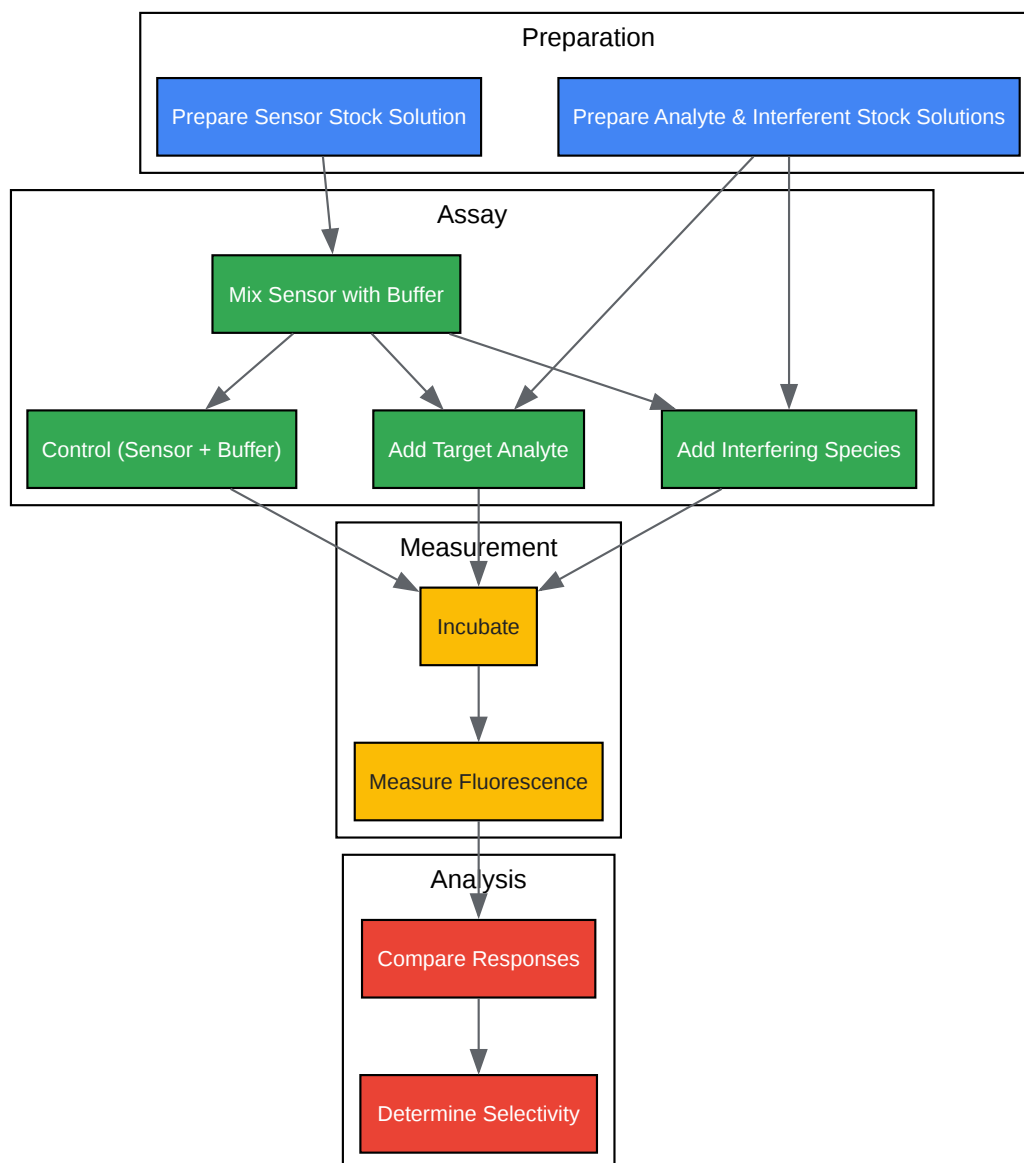 Preparation
Prepare Sensor Stock Solution
Prepare Analyte & Interferent Stock Solutions
Assay
Mix Sensor with Buffer
Control (Sensor + Buffer)
Add Target Analyte
Add Interfering Species
Measurement
Incubate
Measure Fluorescence
Analysis
Compare Responses
Determine Selectivity